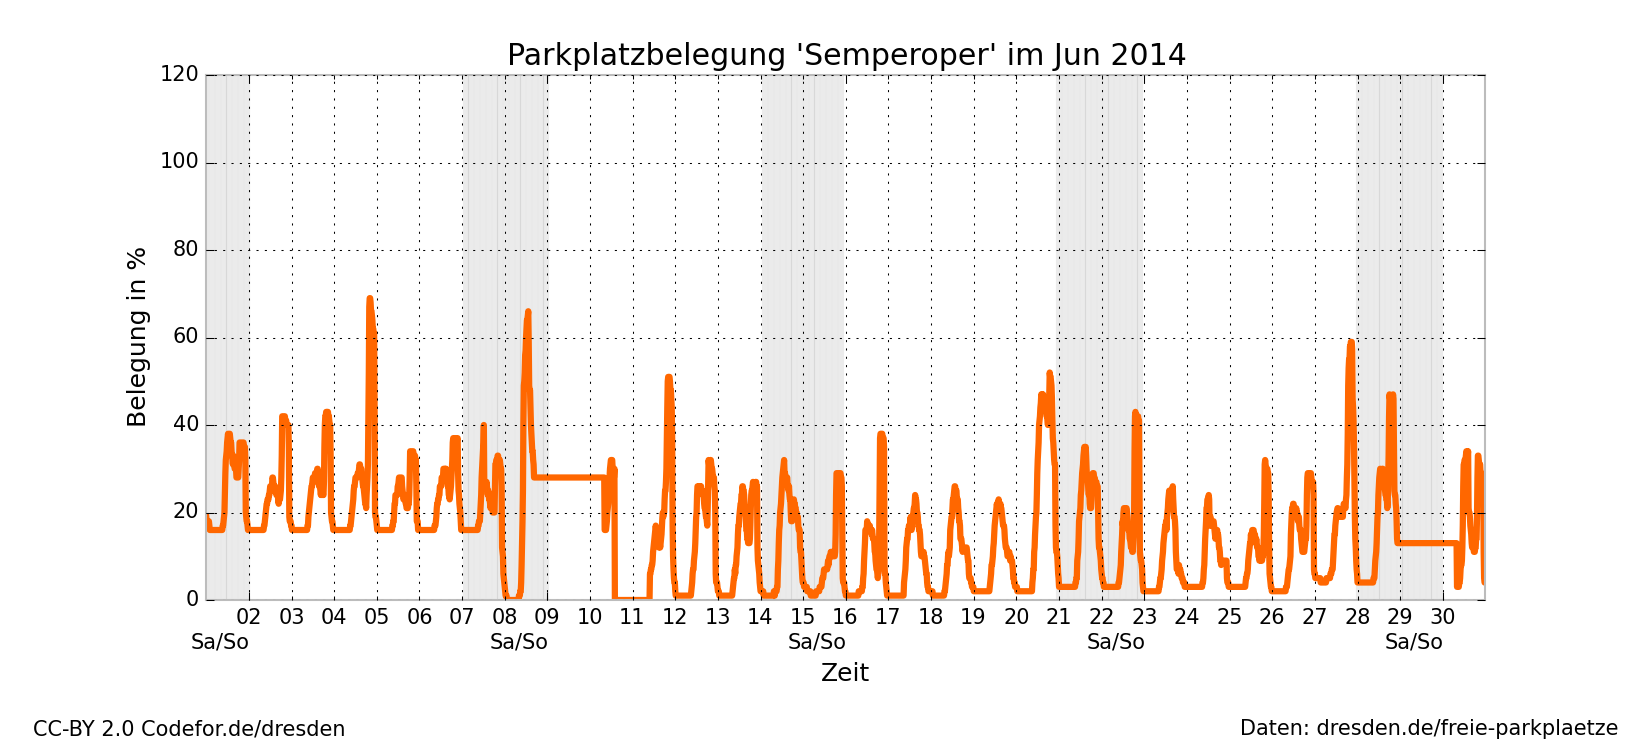 Parkplatzbelegung 'Semperoper' im Jun 2014
120
100
80
60
40
20
0
Belegung in %
02 03 04 05 06 07 08 09 10 11 12 13 14 15 16 17 18 19 20 21 22 23 24 25 26 27 28 29 30
Sa/So Sa/So Sa/So Sa/So Sa/So
Zeit
CC-BY 2.0 Codefor.de/dresden
Daten: dresden.de/freie-parkplaetze